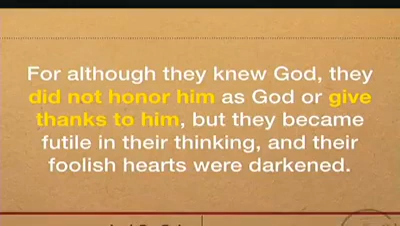 For although they knew God, they
did not honor him as God or give
thanks to him, but they became
futile in their thinking, and their
foolish hearts were darkened.